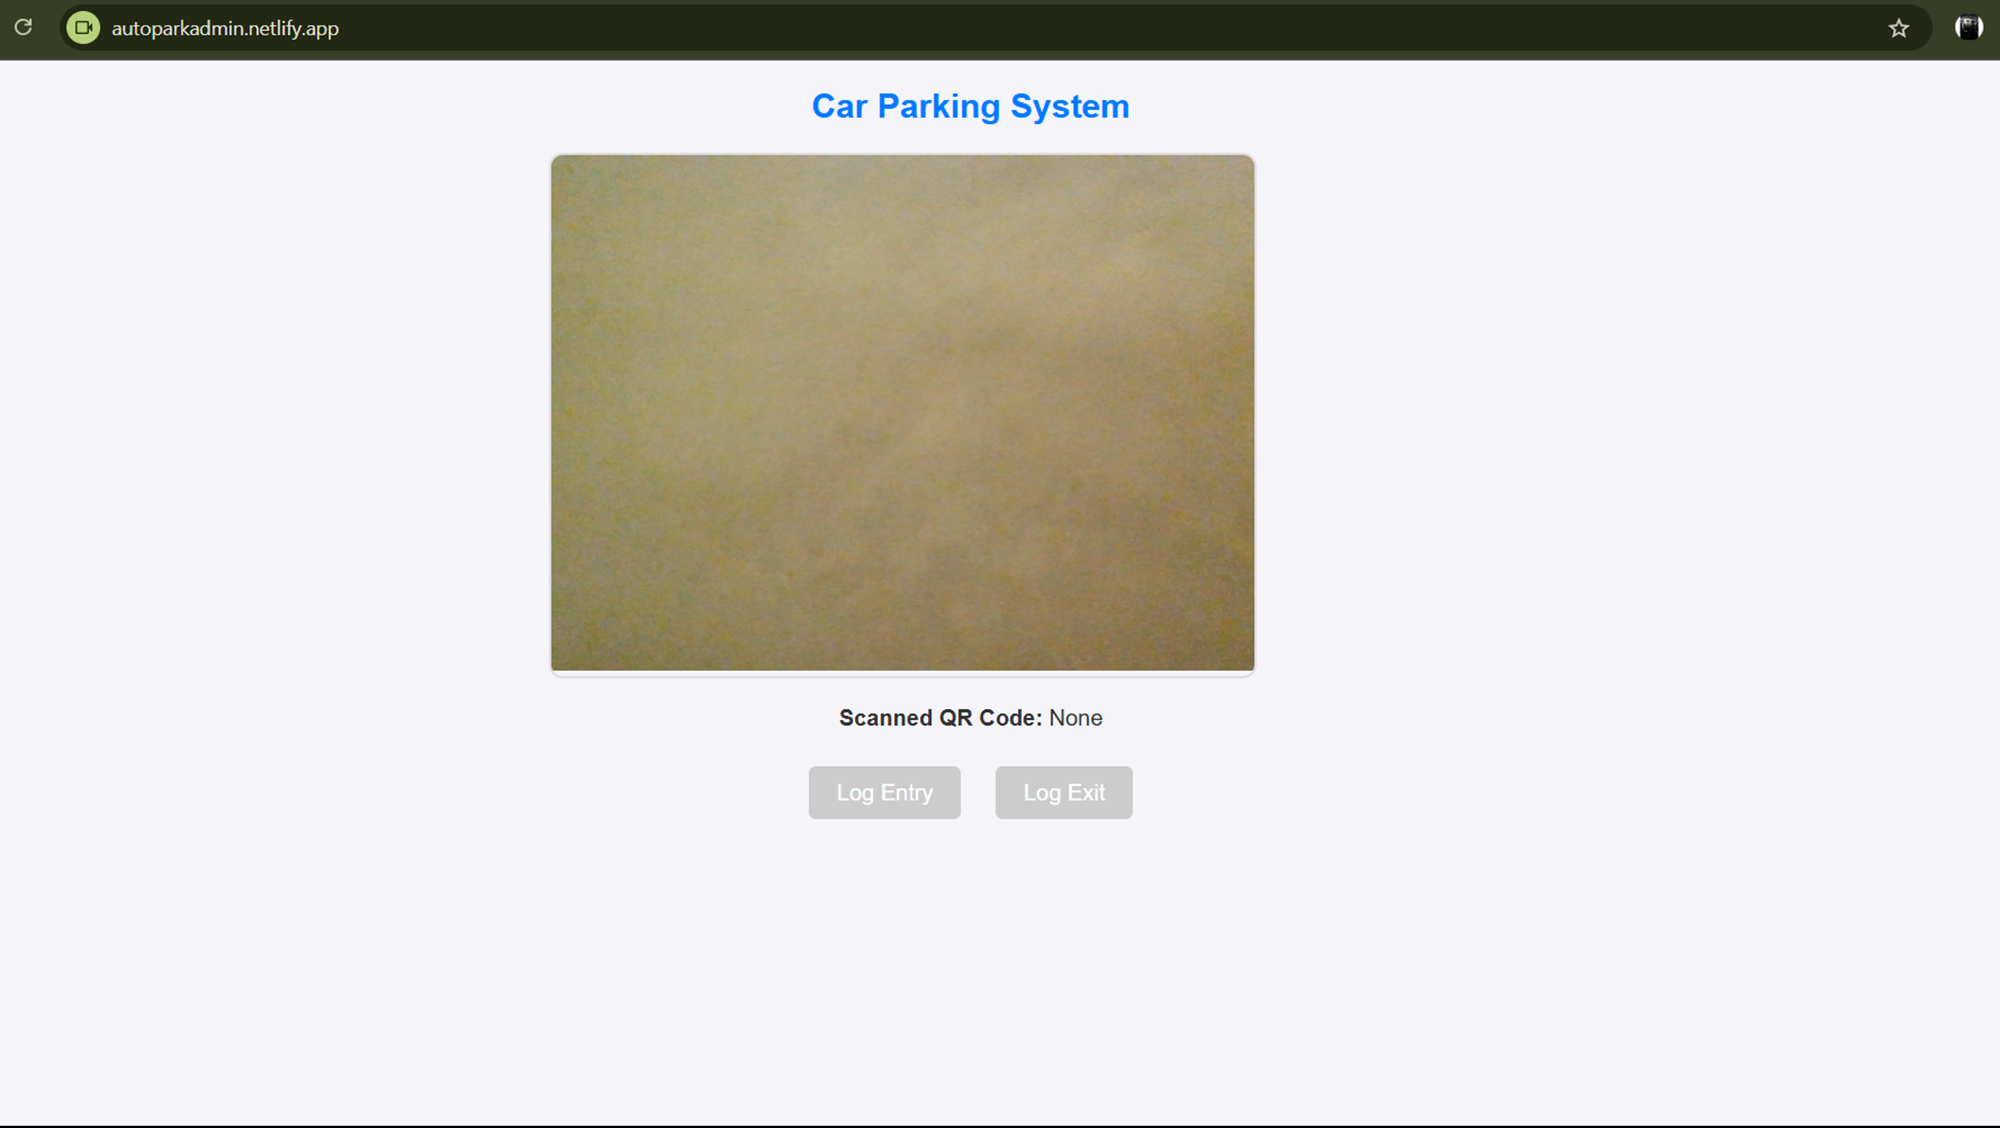 autoparkadmin.netlify.app
Car Parking System
Scanned QR Code: None
Log Entry
Log Exit